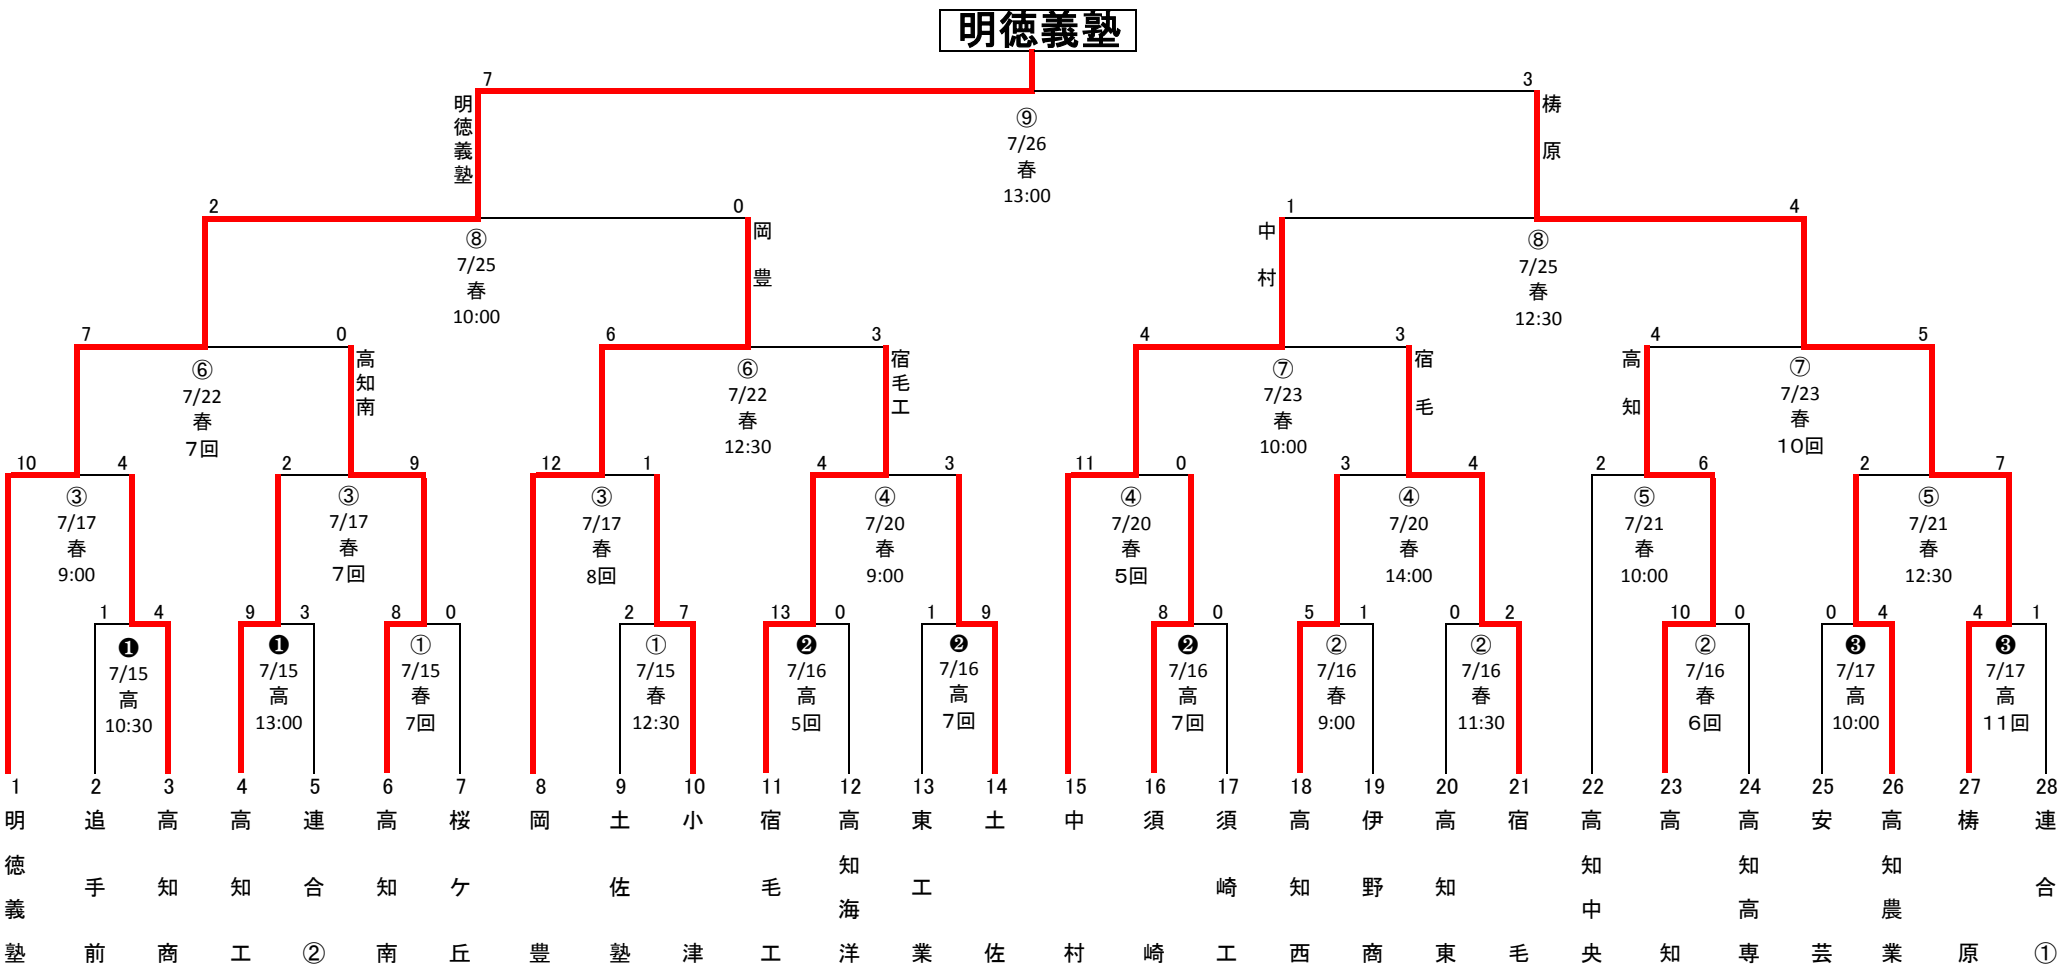 明徳義塾
7
3
明徳義塾
梼原
⑨
7/26
春
13:00
2
0
1
4
岡豊
中村
⑧
7/25
春
10:00
⑧
7/25
春
12:30
7
0
6
3
4
3
4
5
高知南
宿毛工
宿毛
高知
⑥
7/22
春
7回
⑥
7/22
春
12:30
⑦
7/23
春
10:00
⑦
7/23
春
10回
10
4
2
9
12
1
4
3
11
0
3
4
2
6
2
7
③
7/17
春
9:00
③
7/17
春
7回
③
7/17
春
8回
④
7/20
春
9:00
④
7/20
春
5回
④
7/20
春
14:00
⑤
7/21
春
10:00
⑤
7/21
春
12:30
1
4
9
3
8
0
2
7
13
0
1
9
8
0
5
1
0
2
10
0
0
4
4
1
❶
7/15
高
10:30
❶
7/15
高
13:00
①
7/15
春
7回
①
7/15
春
12:30
❷
7/16
高
5回
❷
7/16
高
7回
❷
7/16
高
7回
②
7/16
春
9:00
②
7/16
春
11:30
②
7/16
春
6回
❸
7/17
高
10:00
❸
7/17
高
11回
1
明徳義塾
2
追手前
3
高知商
4
高知工
5
連合②
6
高知南
7
桜ケ丘
8
岡豊
9
土佐塾
10
小津
11
宿毛工
12
高知海洋
13
東工業
14
土佐
15
中村
16
須崎
17
須崎工
18
高知西
19
伊野商
20
高知東
21
宿毛
22
高知中央
23
高知
24
高知高専
25
安芸
26
高知農業
27
梼原
28
連合①